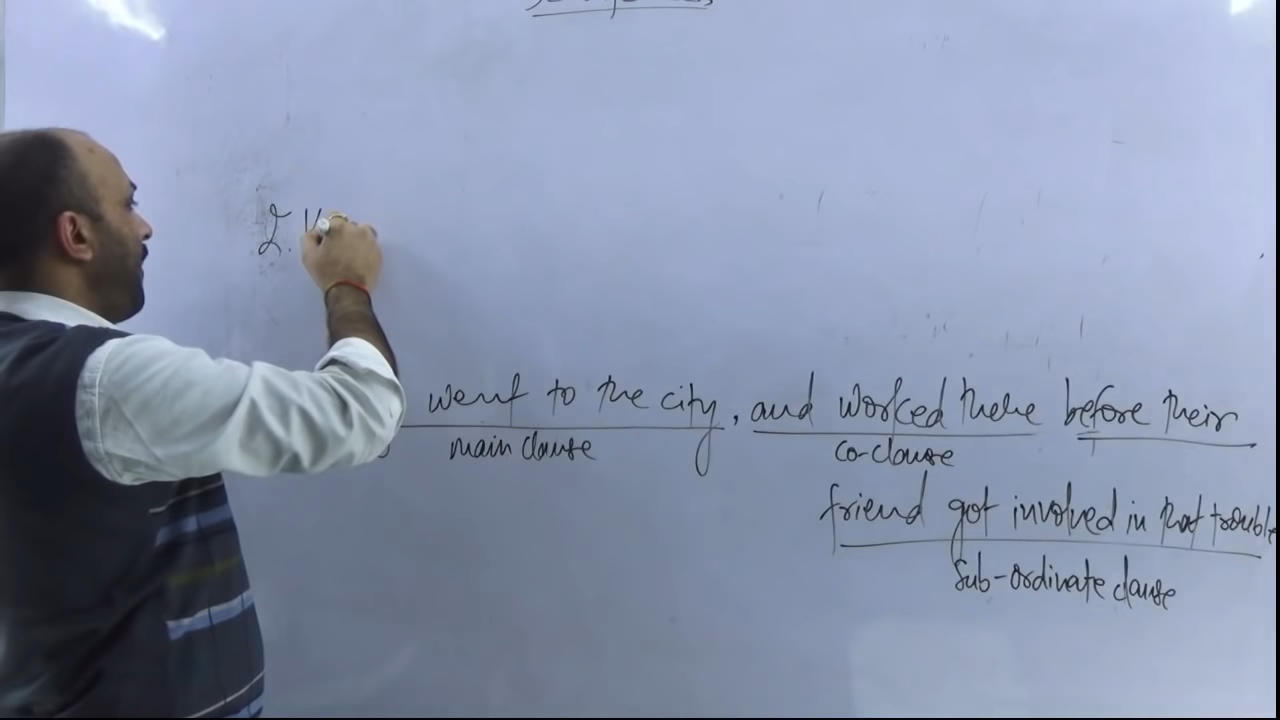 2.
went to the city, and worked there before their
main clause co-clause
friend got involved in that trouble
Sub-ordinate clause